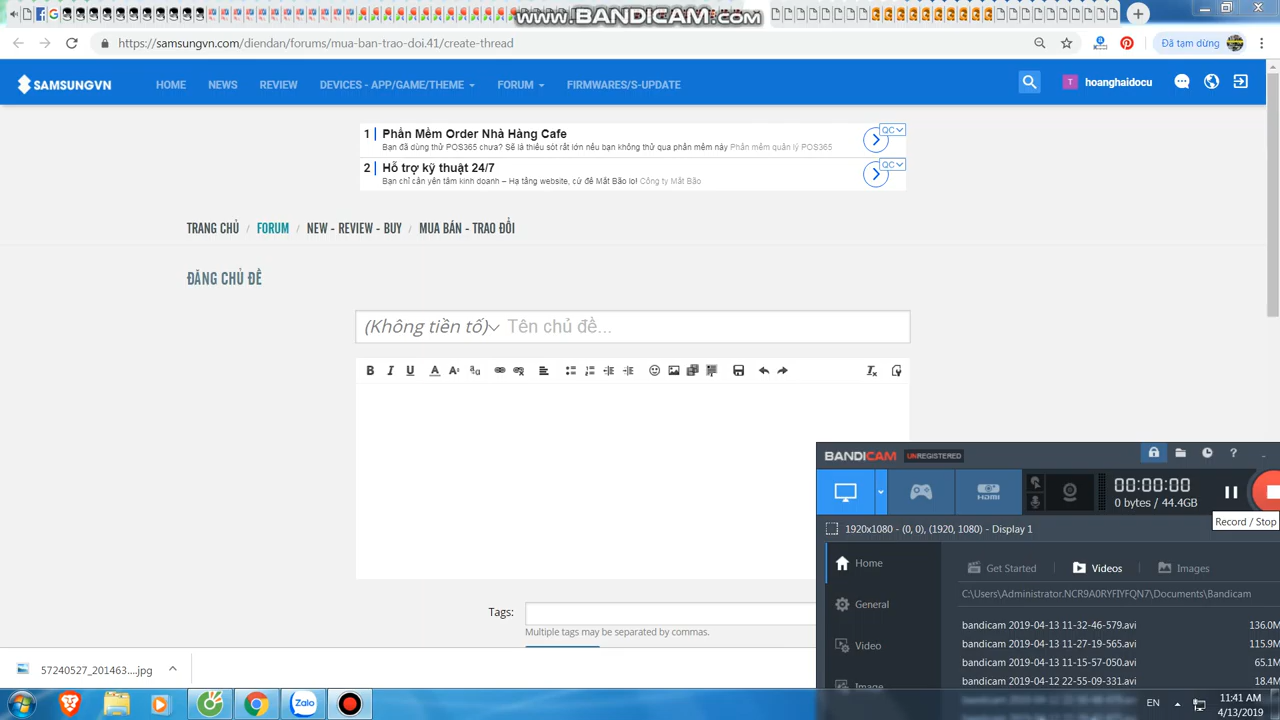 www.BANDICAM.com
https://samsungvn.com/diendan/forums/mua-ban-trao-doi.41/create-thread
Đã tạm dừng
SAMSUNGVN
HOME
NEWS
REVIEW
DEVICES - APP/GAME/THEME
FORUM
FIRMWARES/S-UPDATE
T
hoanghaidocu
1 Phần Mềm Order Nhà Hàng Cafe
QC
Bạn đã dùng thử POS365 chưa? Sẽ là thiếu sót rất lớn nếu bạn không thử qua phần mềm này Phần mềm quản lý POS365
2 Hỗ trợ kỹ thuật 24/7
QC
Bạn chỉ cần yên tâm kinh doanh – Hạ tầng website, cứ để Mắt Bão lo! Công ty Mắt Bão
TRANG CHỦ / FORUM / NEW - REVIEW - BUY / MUA BÁN - TRAO ĐỔI
ĐĂNG CHỦ ĐỀ
(Không tiền tố) Tên chủ đề...
Tags:
Multiple tags may be separated by commas.
BANDICAM UNREGISTERED
HDMI
00:00:00
0 bytes / 44.4GB
Record / Stop
1920x1080 - (0, 0), (1920, 1080) - Display 1
Home
General
Video
Image
Get Started
Videos
Images
C:\Users\Administrator.NCR9A0RYFIYFQN7\Documents\Bandicam
bandicam 2019-04-13 11-32-46-579.avi 136.0M
bandicam 2019-04-13 11-27-19-565.avi 115.9M
bandicam 2019-04-13 11-15-57-050.avi 65.1M
bandicam 2019-04-12 22-55-09-331.avi 18.4M
57240527_201463....jpg
Zalo
EN
11:41 AM
4/13/2019